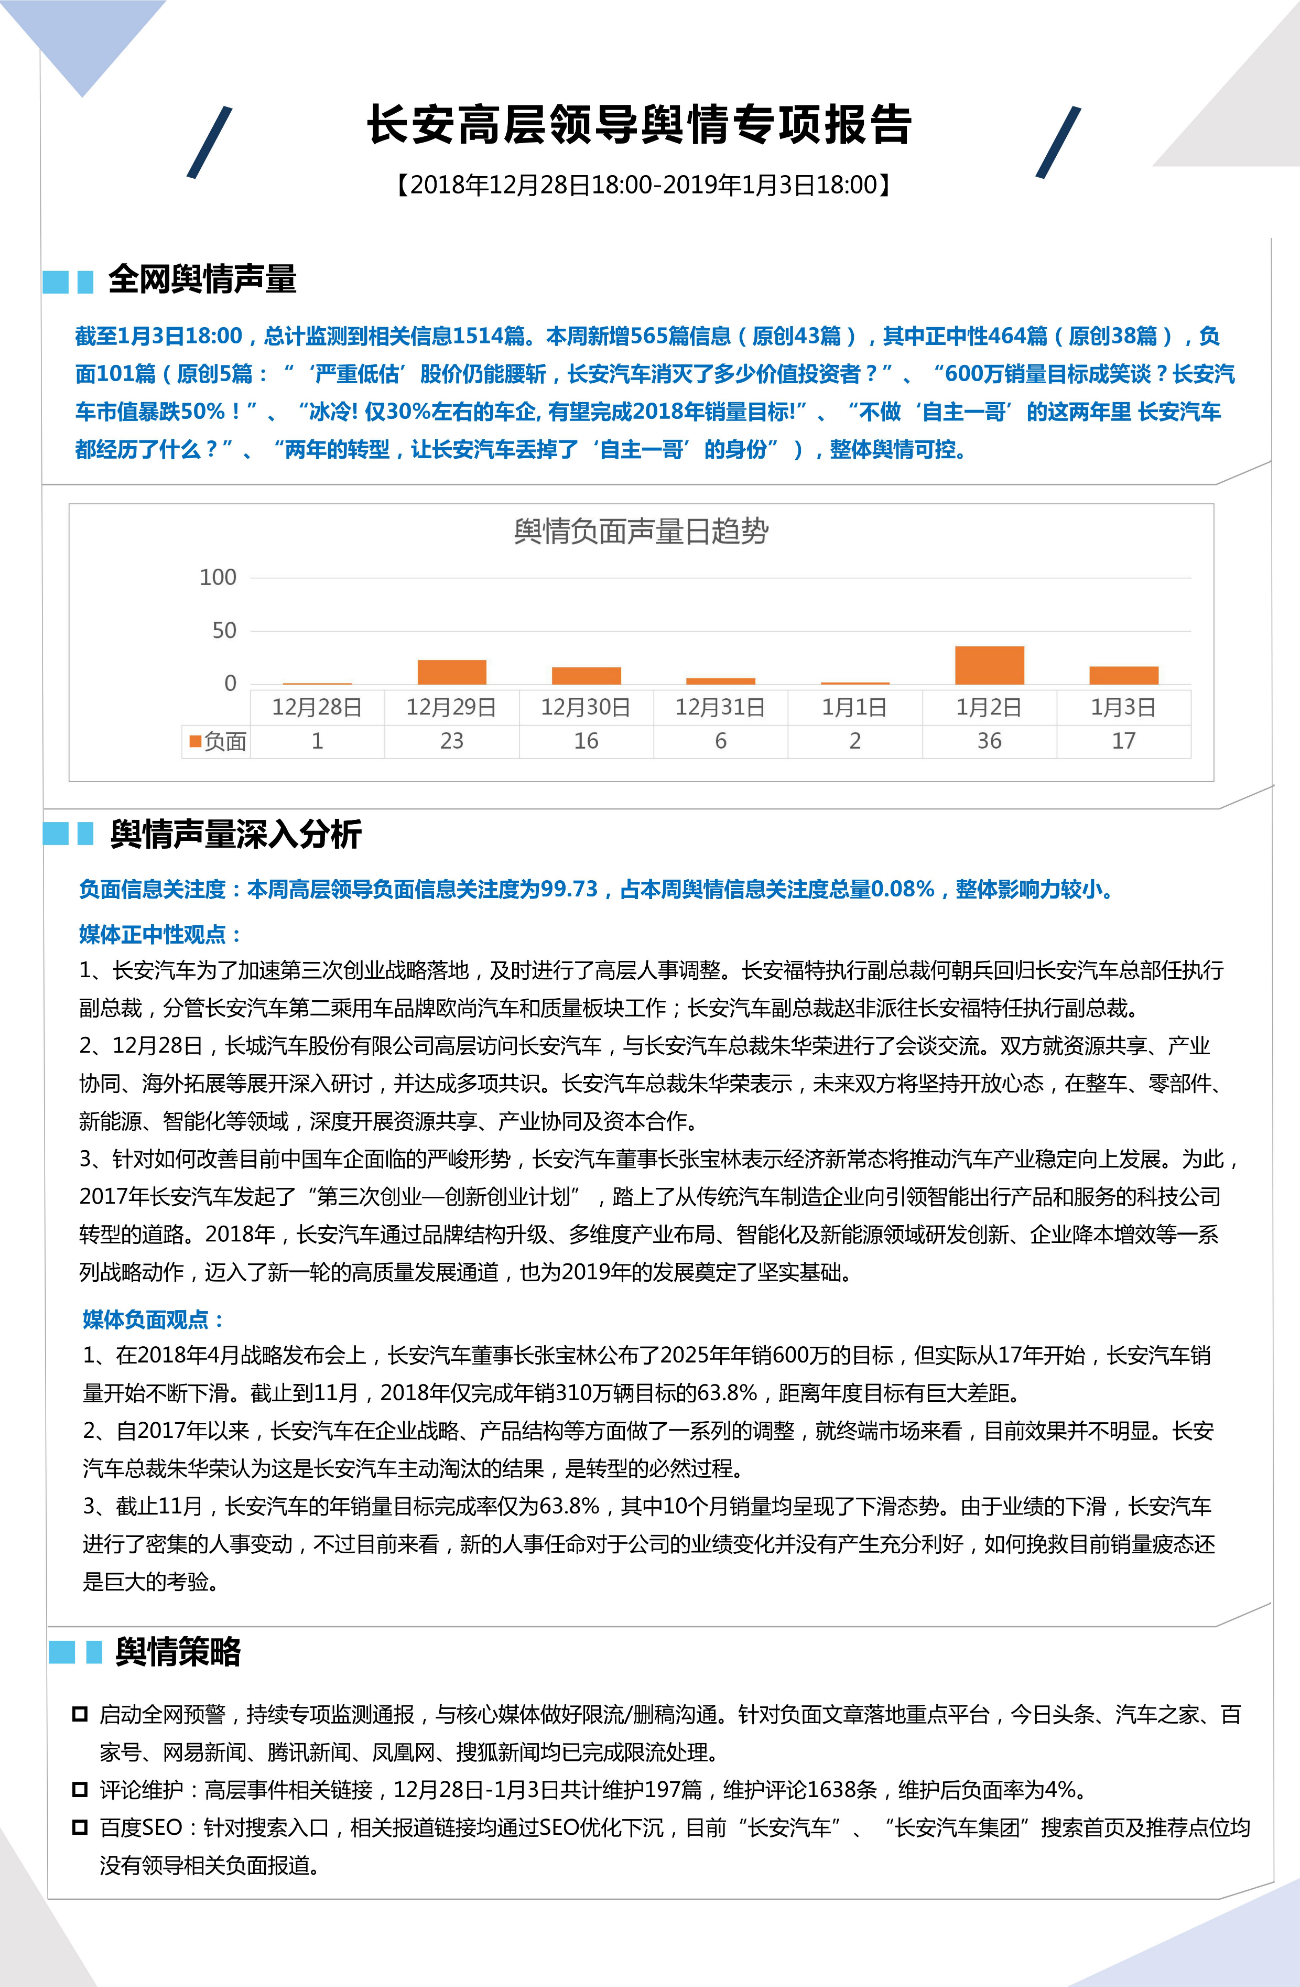 长安高层领导舆情专项报告
【2018年12月28日18:00-2019年1月3日18:00】
全网舆情声量
截至1月3日18:00，总计监测到相关信息1514篇。本周新增565篇信息（原创43篇），其中正中性464篇（原创38篇），负
面101篇（原创5篇：“‘严重低估’股价仍能腰斩，长安汽车消灭了多少价值投资者？”、“600万销量目标成笑谈？长安汽
车市值暴跌50%！”、“冰冷! 仅30%左右的车企, 有望完成2018年销量目标!”、“不做‘自主一哥’的这两年里 长安汽车
都经历了什么？”、“两年的转型，让长安汽车丢掉了‘自主一哥’的身份”），整体舆情可控。
舆情负面声量日趋势
100
50
0
12月28日 12月29日 12月30日 12月31日 1月1日 1月2日 1月3日
负面 1 23 16 6 2 36 17
舆情声量深入分析
负面信息关注度：本周高层领导负面信息关注度为99.73，占本周舆情信息关注度总量0.08%，整体影响力较小。
媒体正中性观点：
1、长安汽车为了加速第三次创业战略落地，及时进行了高层人事调整。长安福特执行副总裁何朝兵回归长安汽车总部任执行
副总裁，分管长安汽车第二乘用车品牌欧尚汽车和质量板块工作；长安汽车副总裁赵非派往长安福特任执行副总裁。
2、12月28日，长城汽车股份有限公司高层访问长安汽车，与长安汽车总裁朱华荣进行了会谈交流。双方就资源共享、产业
协同、海外拓展等展开深入研讨，并达成多项共识。长安汽车总裁朱华荣表示，未来双方将坚持开放心态，在整车、零部件、
新能源、智能化等领域，深度开展资源共享、产业协同及资本合作。
3、针对如何改善目前中国车企面临的严峻形势，长安汽车董事长张宝林表示经济新常态将推动汽车产业稳定向上发展。为此，
2017年长安汽车发起了“第三次创业—创新创业计划”，踏上了从传统汽车制造企业向引领智能出行产品和服务的科技公司
转型的道路。2018年，长安汽车通过品牌结构升级、多维度产业布局、智能化及新能源领域研发创新、企业降本增效等一系
列战略动作，迈入了新一轮的高质量发展通道，也为2019年的发展奠定了坚实基础。
媒体负面观点：
1、在2018年4月战略发布会上，长安汽车董事长张宝林公布了2025年年销600万的目标，但实际从17年开始，长安汽车销
量开始不断下滑。截止到11月，2018年仅完成年销310万辆目标的63.8%，距离年度目标有巨大差距。
2、自2017年以来，长安汽车在企业战略、产品结构等方面做了一系列的调整，就终端市场来看，目前效果并不明显。长安
汽车总裁朱华荣认为这是长安汽车主动淘汰的结果，是转型的必然过程。
3、截止11月，长安汽车的年销量目标完成率仅为63.8%，其中10个月销量均呈现了下滑态势。由于业绩的下滑，长安汽车
进行了密集的人事变动，不过目前来看，新的人事任命对于公司的业绩变化并没有产生充分利好，如何挽救目前销量疲态还
是巨大的考验。
舆情策略
启动全网预警，持续专项监测通报，与核心媒体做好限流/删稿沟通。针对负面文章落地重点平台，今日头条、汽车之家、百
家号、网易新闻、腾讯新闻、凤凰网、搜狐新闻均已完成限流处理。
评论维护：高层事件相关链接，12月28日-1月3日共计维护197篇，维护评论1638条，维护后负面率为4%。
百度SEO：针对搜索入口，相关报道链接均通过SEO优化下沉，目前“长安汽车”、“长安汽车集团”搜索首页及推荐点位均
没有领导相关负面报道。